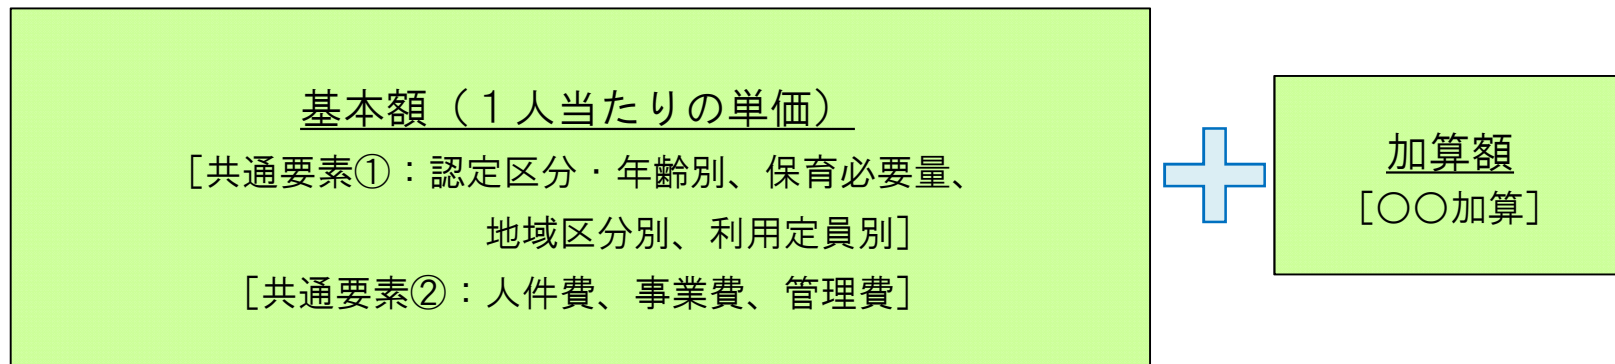 基本額（１人当たりの単価）
［共通要素①：認定区分・年齢別、保育必要量、
地域区分別、利用定員別］
［共通要素②：人件費、事業費、管理費］
加算額
［○○加算］